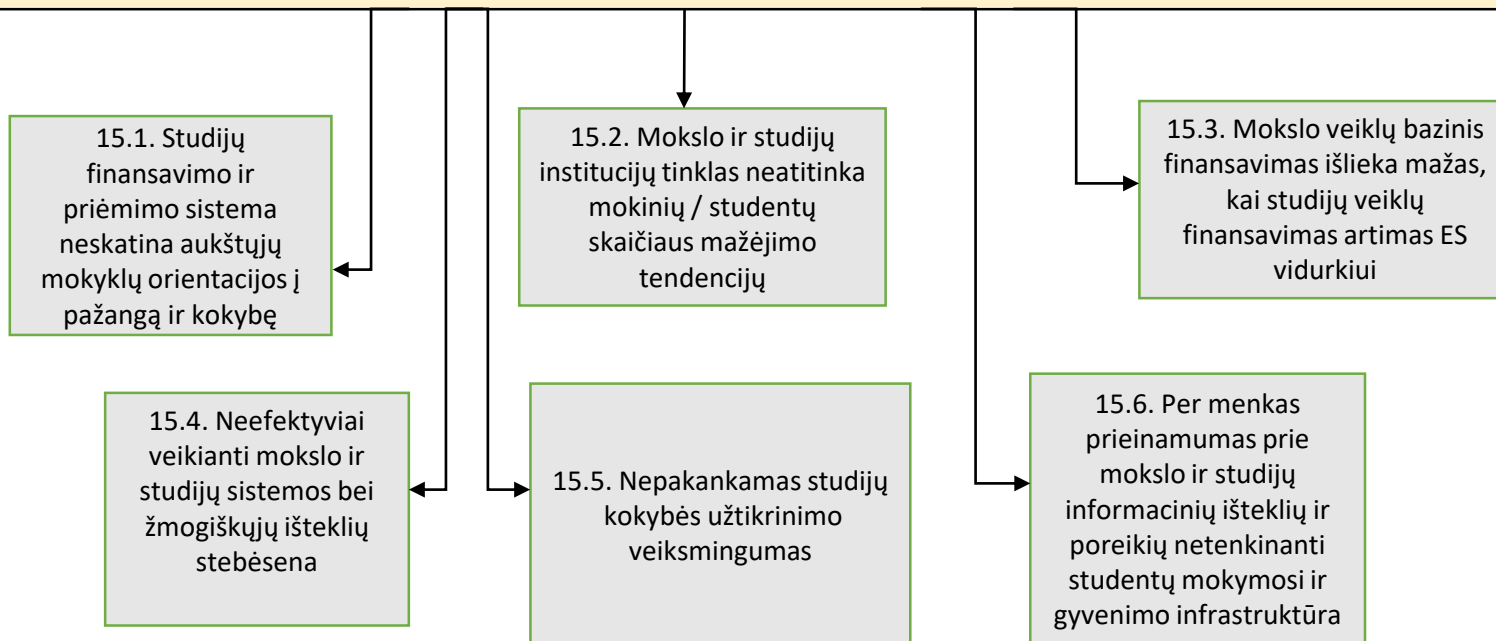 15.1. Studijų
finansavimo ir
priėmimo sistema
neskatina aukštųjų
mokyklų orientacijos į
pažangą ir kokybę
15.2. Mokslo ir studijų
institucijų tinklas neatitinka
mokinių / studentų
skaičiaus mažėjimo
tendencijų
15.3. Mokslo veiklų bazinis
finansavimas išlieka mažas,
kai studijų veiklų
finansavimas artimas ES
vidurkiui
15.4. Neefektyviai
veikianti mokslo ir
studijų sistemos bei
žmogiškųjų išteklių
stebėsena
15.5. Nepakankamas studijų
kokybės užtikrinimo
veiksmingumas
15.6. Per menkas
prieinamumas prie
mokslo ir studijų
informacinių išteklių ir
poreikių netenkinanti
studentų mokymosi ir
gyvenimo infrastruktūra